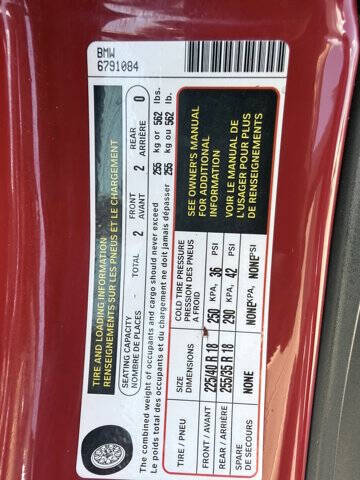 BMW
6791084
TIRE AND LOADING INFORMATION
RENSEIGNEMENTS SUR LES PNEUS ET LE CHARGEMENT
SEATING CAPACITY
NOMBRE DE PLACES
TOTAL 2
FRONT
AVANT 2
REAR
ARRIÈRE 0
The combined weight of occupants and cargo should never exceed 255 kg or 562 lbs.
Le poids total des occupants et du chargement ne doit jamais dépasser 255 kg ou 562 lb.
TIRE / PNEU
SIZE
DIMENSIONS
COLD TIRE PRESSURE
PRESSION DES PNEUS
A FROID
FRONT / AVANT 225/40 R 18 250 KPA, 36 PSI
REAR / ARRIÈRE 255/35 R 18 290 KPA, 42 PSI
SPARE
DE SECOURS NONE NONE KPA, NONE PSI
SEE OWNER'S MANUAL
FOR ADDITIONAL
INFORMATION
VOIR LE MANUEL DE
L'USAGER POUR PLUS
DE RENSEIGNEMENTS